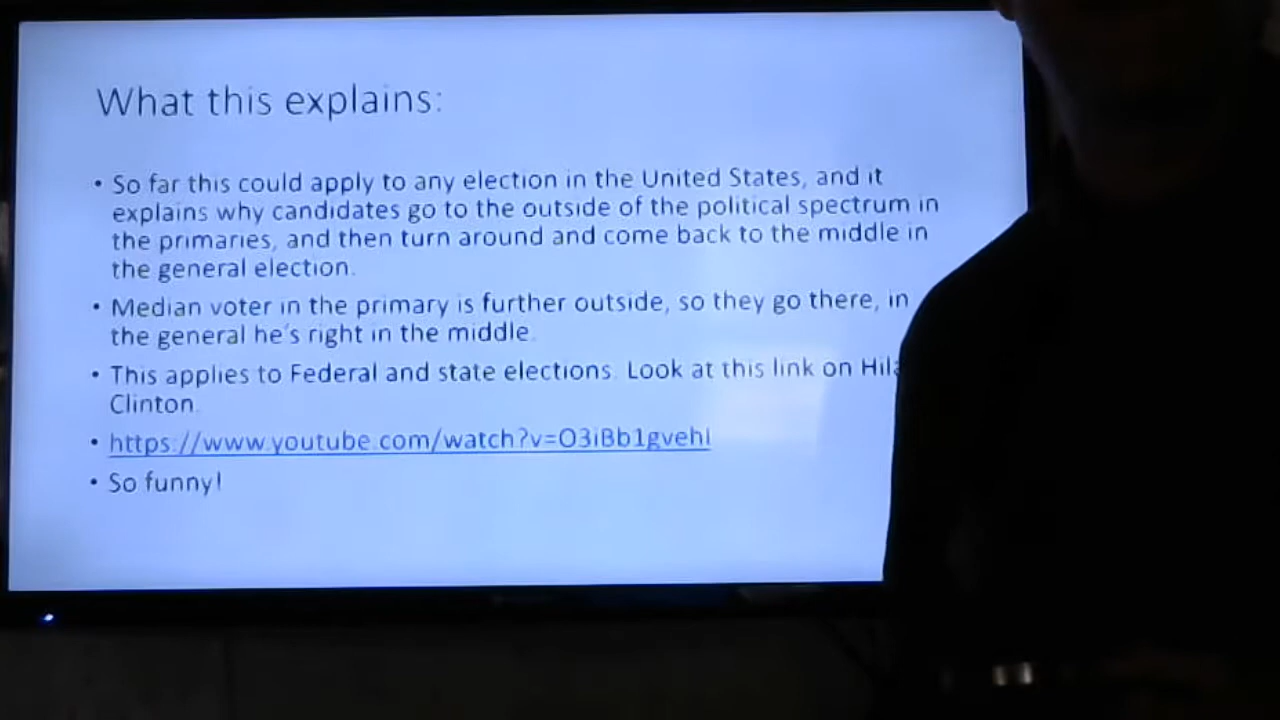 What this explains:
• So far this could apply to any election in the United States, and it
explains why candidates go to the outside of the political spectrum in
the primaries, and then turn around and come back to the middle in
the general election.
• Median voter in the primary is further outside, so they go there, in
the general he's right in the middle.
• This applies to Federal and state elections. Look at this link on
Clinton.
• https://www.youtube.com/watch?v=O3iBb1gvehI
• So funny!